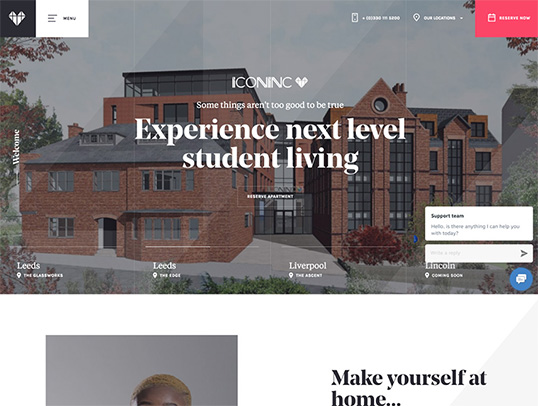 MENU
+ (0)330 111 5300
OUR LOCATIONS
RESERVE NOW
ICONINC
Some things aren't too good to be true
Experience next level
student living
Welcome
RESERVE APARTMENT
Support team
Hello, is there anything I can help you
with today?
Write a reply
Leeds
THE GLASSWORKS
Leeds
THE EDGE
Liverpool
THE ASCENT
Lincoln
COMING SOON
Make yourself at
home...